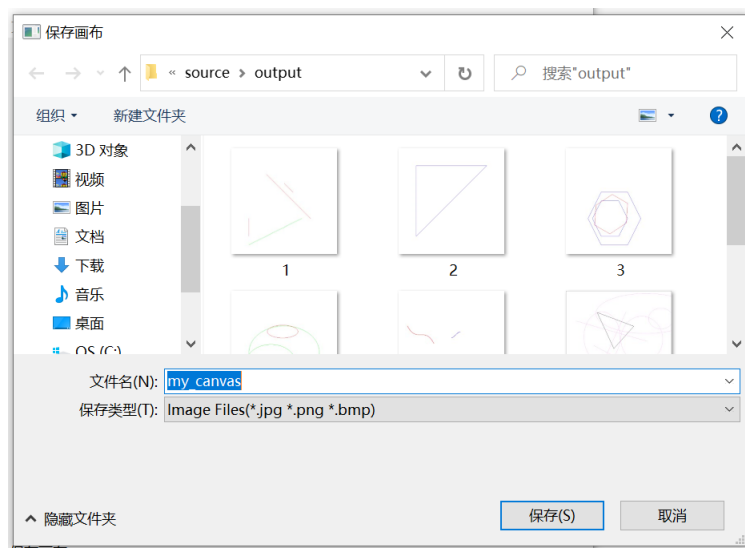 保存画布
« source > output
搜索"output"
组织
新建文件夹
?
3D 对象
视频
图片
文档
下载
音乐
桌面
OS (C:)
1
2
3
文件名(N): my_canvas
保存类型(T): Image Files(*.jpg *.png *.bmp)
隐藏文件夹
保存(S)
取消